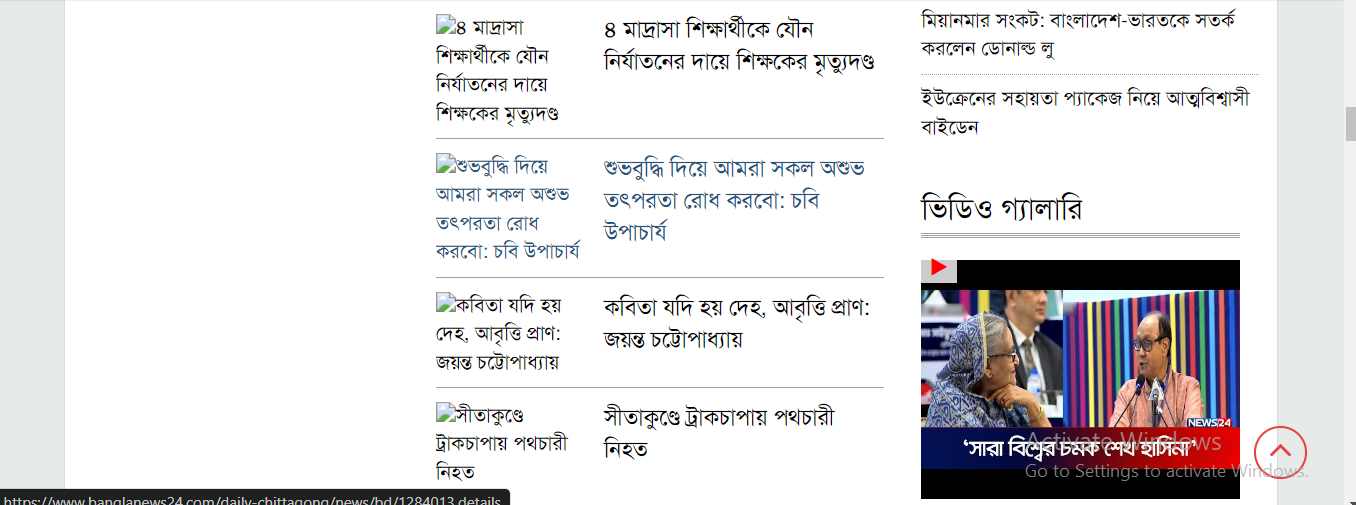 ৪ মাদ্রাসা
শিক্ষার্থীকে যৌন
নির্যাতনের দায়ে
শিক্ষকের মৃত্যুদণ্ড
৪ মাদ্রাসা শিক্ষার্থীকে যৌন
নির্যাতনের দায়ে শিক্ষকের মৃত্যুদণ্ড
শুভবুদ্ধি দিয়ে
আমরা সকল অশুভ
তৎপরতা রোধ
করবো: চবি উপাচার্য
শুভবুদ্ধি দিয়ে আমরা সকল অশুভ
তৎপরতা রোধ করবো: চবি
উপাচার্য
কবিতা যদি হয়
দেহ, আবৃত্তি প্রাণ:
জয়ন্ত চট্টোপাধ্যায়
কবিতা যদি হয় দেহ, আবৃত্তি প্রাণ:
জয়ন্ত চট্টোপাধ্যায়
সীতাকুণ্ডে
ট্রাকচাপায় পথচারী
নিহত
সীতাকুণ্ডে ট্রাকচাপায় পথচারী
নিহত
মিয়ানমার সংকট: বাংলাদেশ-ভারতকে সতর্ক
করলেন ডোনাল্ড লু
ইউক্রেনের সহায়তা প্যাকেজ নিয়ে আত্মবিশ্বাসী
বাইডেন
ভিডিও গ্যালারি
NEWS24
‘সারা বিশ্বের চমক শেখ হাসিনা’
Activate Windows
Go to Settings to activate Windows.
https://www.banglanews24.com/daily-chittagong/news/bd/1284013.details